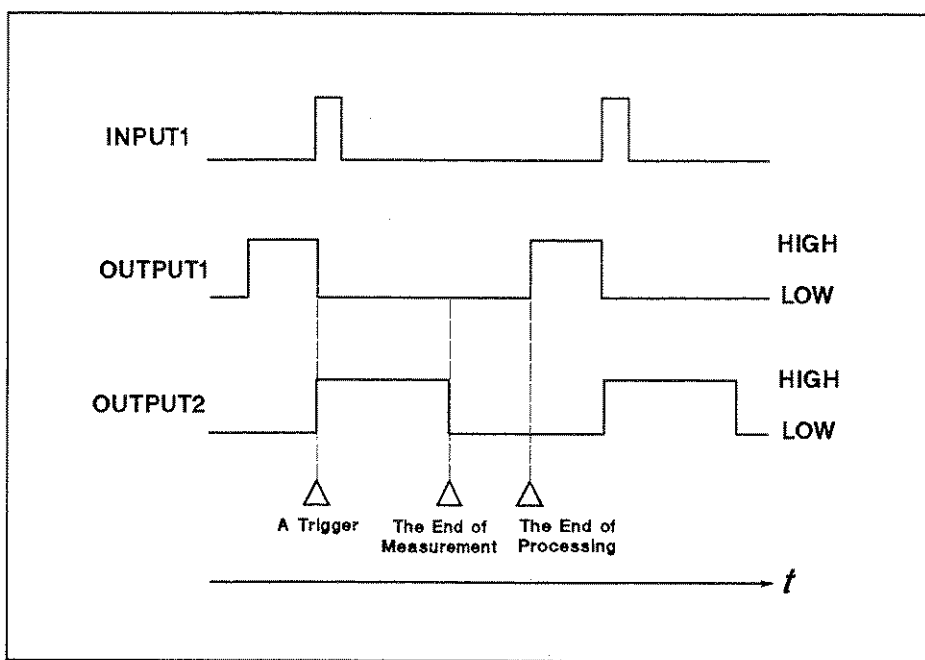 INPUT1
OUTPUT1
HIGH
LOW
OUTPUT2
HIGH
LOW
A Trigger
The End of
Measurement
The End of
Processing
t